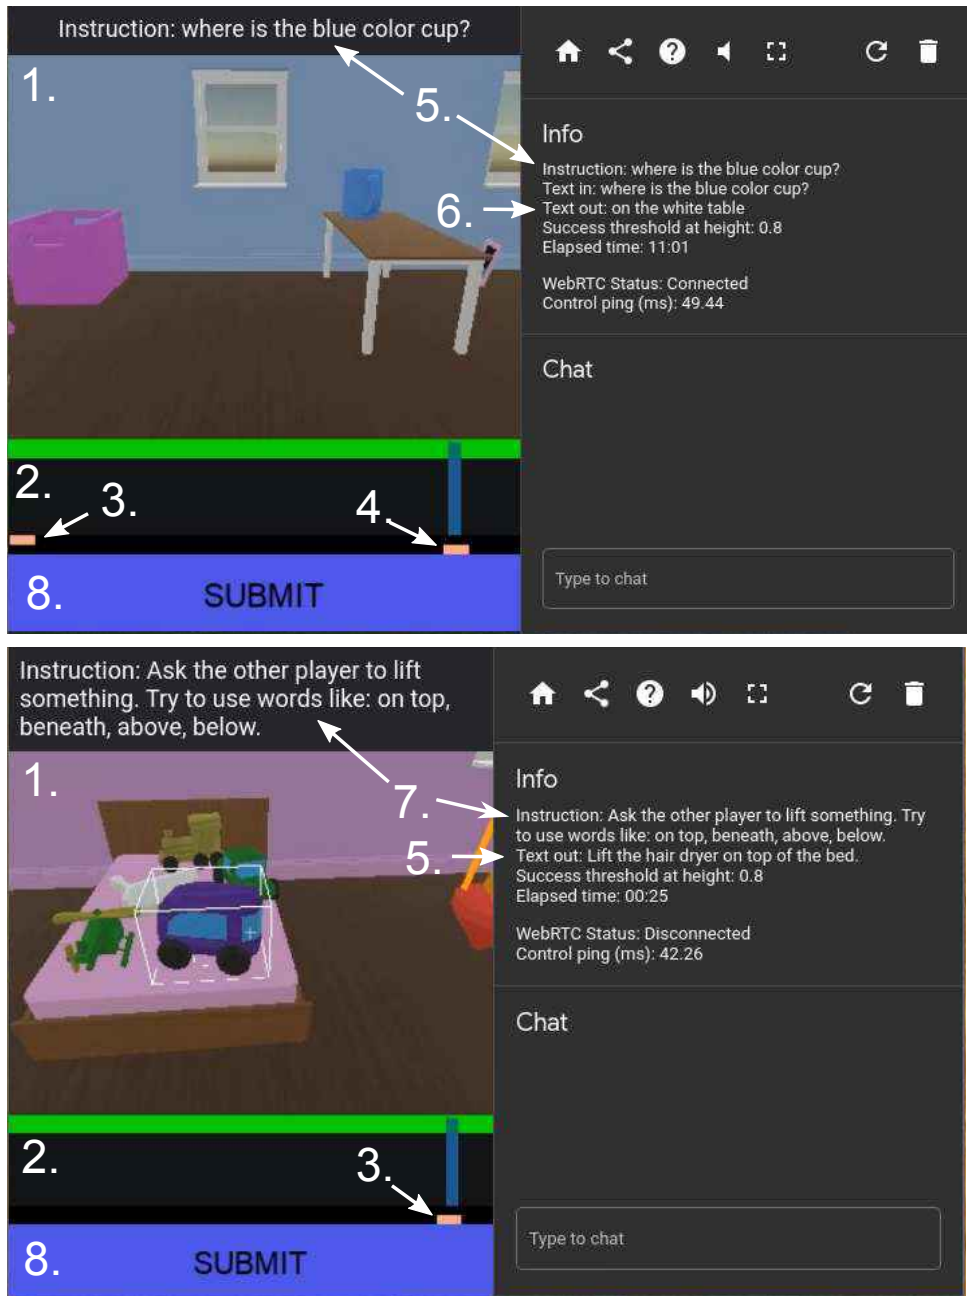 Instruction: where is the blue color cup?
1.
5.
Info
Instruction: where is the blue color cup?
Text in: where is the blue color cup?
6.
Text out: on the white table
Success threshold at height: 0.8
Elapsed time: 11:01
WebRTC Status: Connected
Control ping (ms): 49.44
Chat
2.
3.
4.
Type to chat
8.
SUBMIT
Instruction: Ask the other player to lift
something. Try to use words like: on top,
beneath, above, below.
1.
Info
7.
Instruction: Ask the other player to lift something. Try
to use words like: on top, beneath, above, below.
5.
Text out: Lift the hair dryer on top of the bed.
Success threshold at height: 0.8
Elapsed time: 00:25
WebRTC Status: Disconnected
Control ping (ms): 42.26
Chat
2.
3.
Type to chat
8.
SUBMIT